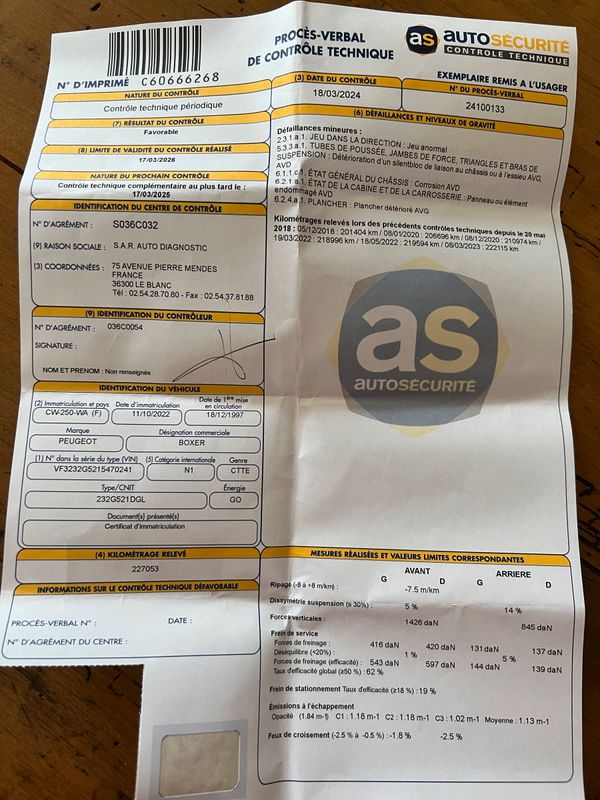 PROCÈS-VERBAL
DE CONTRÔLE TECHNIQUE
as AUTOSÉCURITÉ
CONTROLE TECHNIQUE
N° D'IMPRIMÉ C60666268
EXEMPLAIRE REMIS A L'USAGER
NATURE DU CONTRÔLE
Contrôle technique périodique
(3) DATE DU CONTRÔLE
18/03/2024
N° DU PROCÈS-VERBAL
24100133
(7) RÉSULTAT DU CONTRÔLE
Favorable
(8) LIMITE DE VALIDITÉ DU CONTRÔLE RÉALISÉ
17/03/2026
NATURE DU PROCHAIN CONTRÔLE
Contrôle technique complémentaire au plus tard le :
17/03/2025
IDENTIFICATION DU CENTRE DE CONTRÔLE
N° D'AGRÉMENT : S036C032
(9) RAISON SOCIALE : S.A.R. AUTO DIAGNOSTIC
(3) COORDONNÉES : 75 AVENUE PIERRE MENDES
FRANCE
36300 LE BLANC
Tél : 02.54.28.70.80 - Fax : 02.54.37.81.88
(9) IDENTIFICATION DU CONTRÔLEUR
N° D'AGRÉMENT : 036C0054
SIGNATURE :
NOM ET PRENOM : Non renseignés
IDENTIFICATION DU VÉHICULE
(2) Immatriculation et pays
CW-250-WA (F)
Date d'immatriculation
11/10/2022
Date de 1ère mise
en circulation
18/12/1997
Marque
PEUGEOT
Désignation commerciale
BOXER
(1) N° dans la série du type (VIN)
VF3232G5215470241
(5) Catégorie internationale
N1
Genre
CTTE
Type/CNIT
232G521DGL
Énergie
GO
Document(s) présenté(s)
Certificat d'immatriculation
(4) KILOMÉTRAGE RELEVÉ
227053
INFORMATIONS SUR LE CONTRÔLE TECHNIQUE DÉFAVORABLE
PROCÈS-VERBAL N° : DATE :
N° D'AGRÉMENT DU CENTRE :
(6) DÉFAILLANCES ET NIVEAUX DE GRAVITÉ
Défaillances mineures :
2.3.1.a.1. JEU DANS LA DIRECTION : Jeu anormal
5.3.3.a.1. TUBES DE POUSSÉE, JAMBES DE FORCE, TRIANGLES ET BRAS DE
SUSPENSION : Détérioration d'un silentbloc de liaison au châssis ou à l'essieu AVG,
AVD
6.1.1.c.1. ÉTAT GÉNÉRAL DU CHÂSSIS : Corrosion AVD
6.2.1.a.1. ÉTAT DE LA CABINE ET DE LA CARROSSERIE : Panneau ou élément
endommagé AVD
6.2.4.a.1. PLANCHER : Plancher détérioré AVG
Kilométrages relevés lors des précédents contrôles techniques depuis le 20 mai
2018 : 05/12/2018 : 201404 km / 08/01/2020 : 206696 km / 08/12/2020 : 210974 km /
19/03/2022 : 218996 km / 18/05/2022 : 219594 km / 08/03/2023 : 222115 km
as
AUTOSÉCURITÉ
MESURES RÉALISÉES ET VALEURS LIMITES CORRESPONDANTES
AVANT ARRIERE
G D G D
Ripage (-8 à +8 m/km) : -7.5 m/km
Dissymétrie suspension (≤ 30%) : 5 % 14 %
Forces verticales : 1426 daN 845 daN
Frein de service
Forces de freinage : 416 daN 420 daN 131 daN 137 daN
Déséquilibre (<20%) : 1 % 5 %
Forces de freinage (efficacité) : 543 daN 597 daN 144 daN 139 daN
Taux d'efficacité global (≥50 %) : 62 %
Frein de stationnement Taux d'efficacité (≥18 %) : 19 %
Émissions à l'échappement
Opacité (1.84 m-1) C1 : 1.18 m-1 C2 : 1.18 m-1 C3 : 1.02 m-1 Moyenne : 1.13 m-1
Feux de croisement (-2.5 % à -0.5 %) : -1.8 % -2.5 %